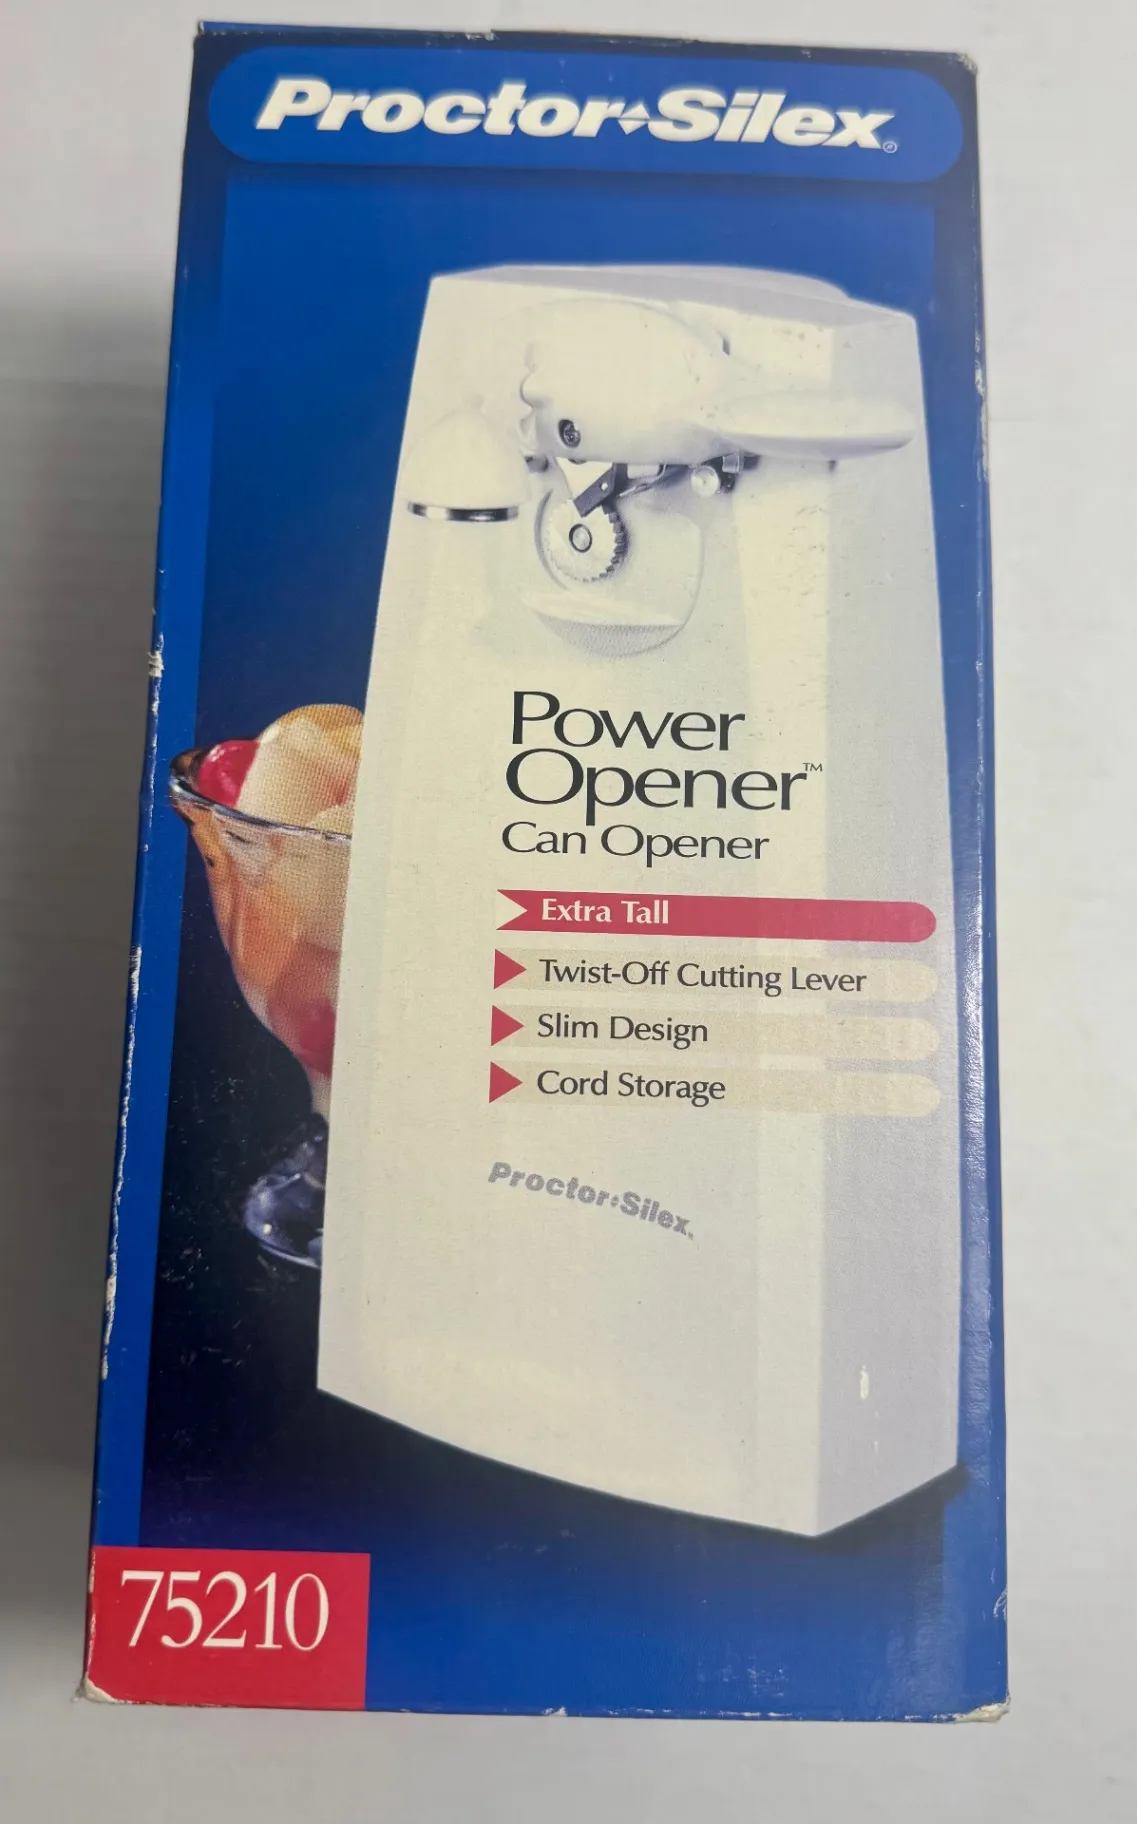 Proctor-Silex®
Power
Opener™
Can Opener
Extra Tall
Twist-Off Cutting Lever
Slim Design
Cord Storage
Proctor-Silex®
75210